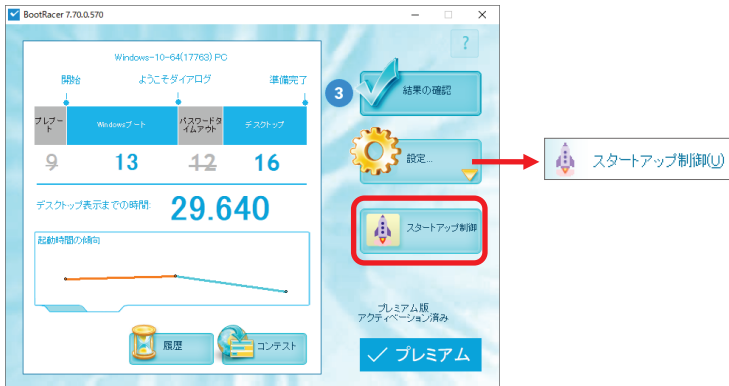 BootRacer 7.70.0.570
?
Windows-10-64(17763) PC
開始 ようこそダイアログ 準備完了
プレブー
ト
Windowsブート
パスワードタ
イムアウト
デスクトップ
9 13 12 16
デスクトップ表示までの時間: 29.640
起動時間の傾向
履歴
コンテスト
3
結果の確認
設定...
スタートアップ制御
スタートアップ制御(U)
プレミアム版
アクティベーション済み
プレミアム